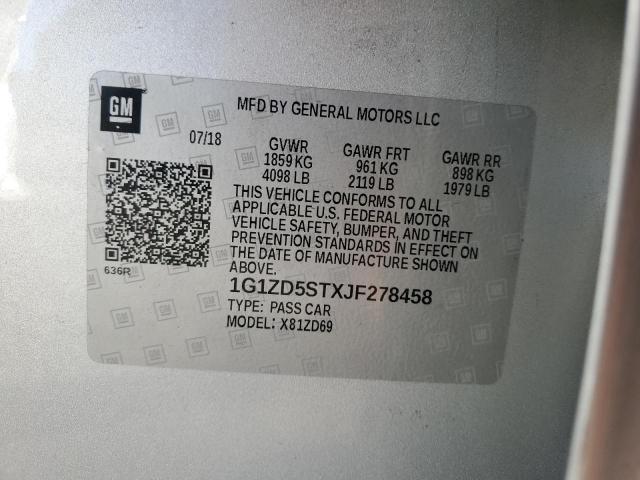 GM
MFD BY GENERAL MOTORS LLC
07/18
GVWR GAWR FRT GAWR RR
1859 KG 961 KG 898 KG
4098 LB 2119 LB 1979 LB
THIS VEHICLE CONFORMS TO ALL
APPLICABLE U.S. FEDERAL MOTOR
VEHICLE SAFETY, BUMPER, AND THEFT
PREVENTION STANDARDS IN EFFECT ON
THE DATE OF MANUFACTURE SHOWN
ABOVE.
636R
1G1ZD5STXJF278458
TYPE: PASS CAR
MODEL: X81ZD69